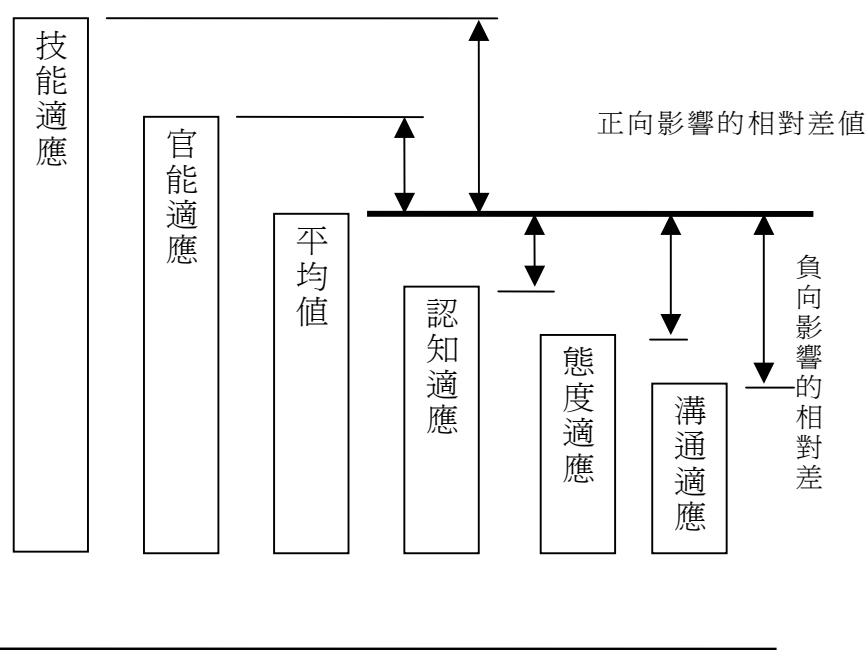 技能適應
官能適應
平均值
認知適應
態度適應
溝通適應
正向影響的相對差值
負向影響的相對差